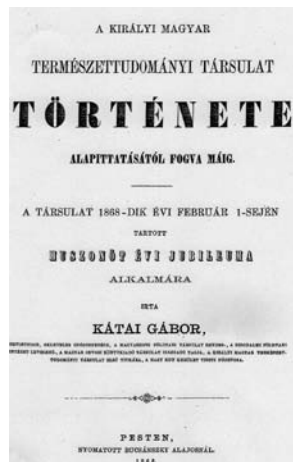 A KIRÁLYI MAGYAR
TERMÉSZETTUDOMÁNYI TÁRSULAT
TÖRTÉNETE
ALAPITTATÁSÁTÓL FOGVA MÁIG.
A TÁRSULAT 1868-DIK ÉVI FEBRUÁR 1-SEJÉN
TARTOTT
HUSZONÖT ÉVI JUBILEUMA
ALKALMÁRA
IRTA
KÁTAI GÁBOR,
PESTEN,
NYOMATOTT BUCSÁNSZKY ALAJOSNÁL.
1868.